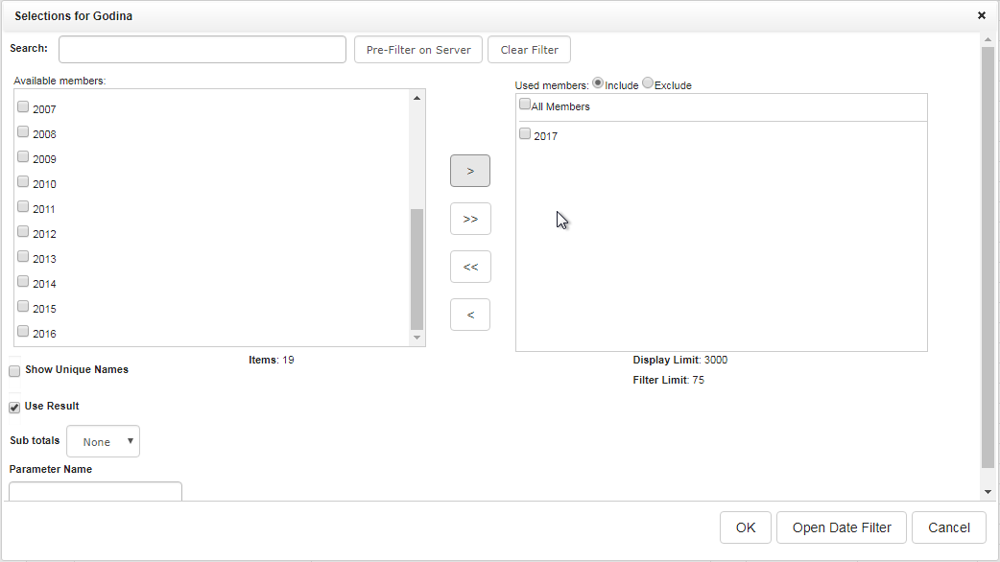 Selections for Godina
×
Search:
Pre-Filter on Server
Clear Filter
Available members:
2007
2008
2009
2010
2011
2012
2013
2014
2015
2016
>
>>
<<
<
Used members: Include Exclude
All Members
2017
Items: 19
Display Limit: 3000
Filter Limit: 75
Show Unique Names
Use Result
Sub totals None
Parameter Name
OK
Open Date Filter
Cancel